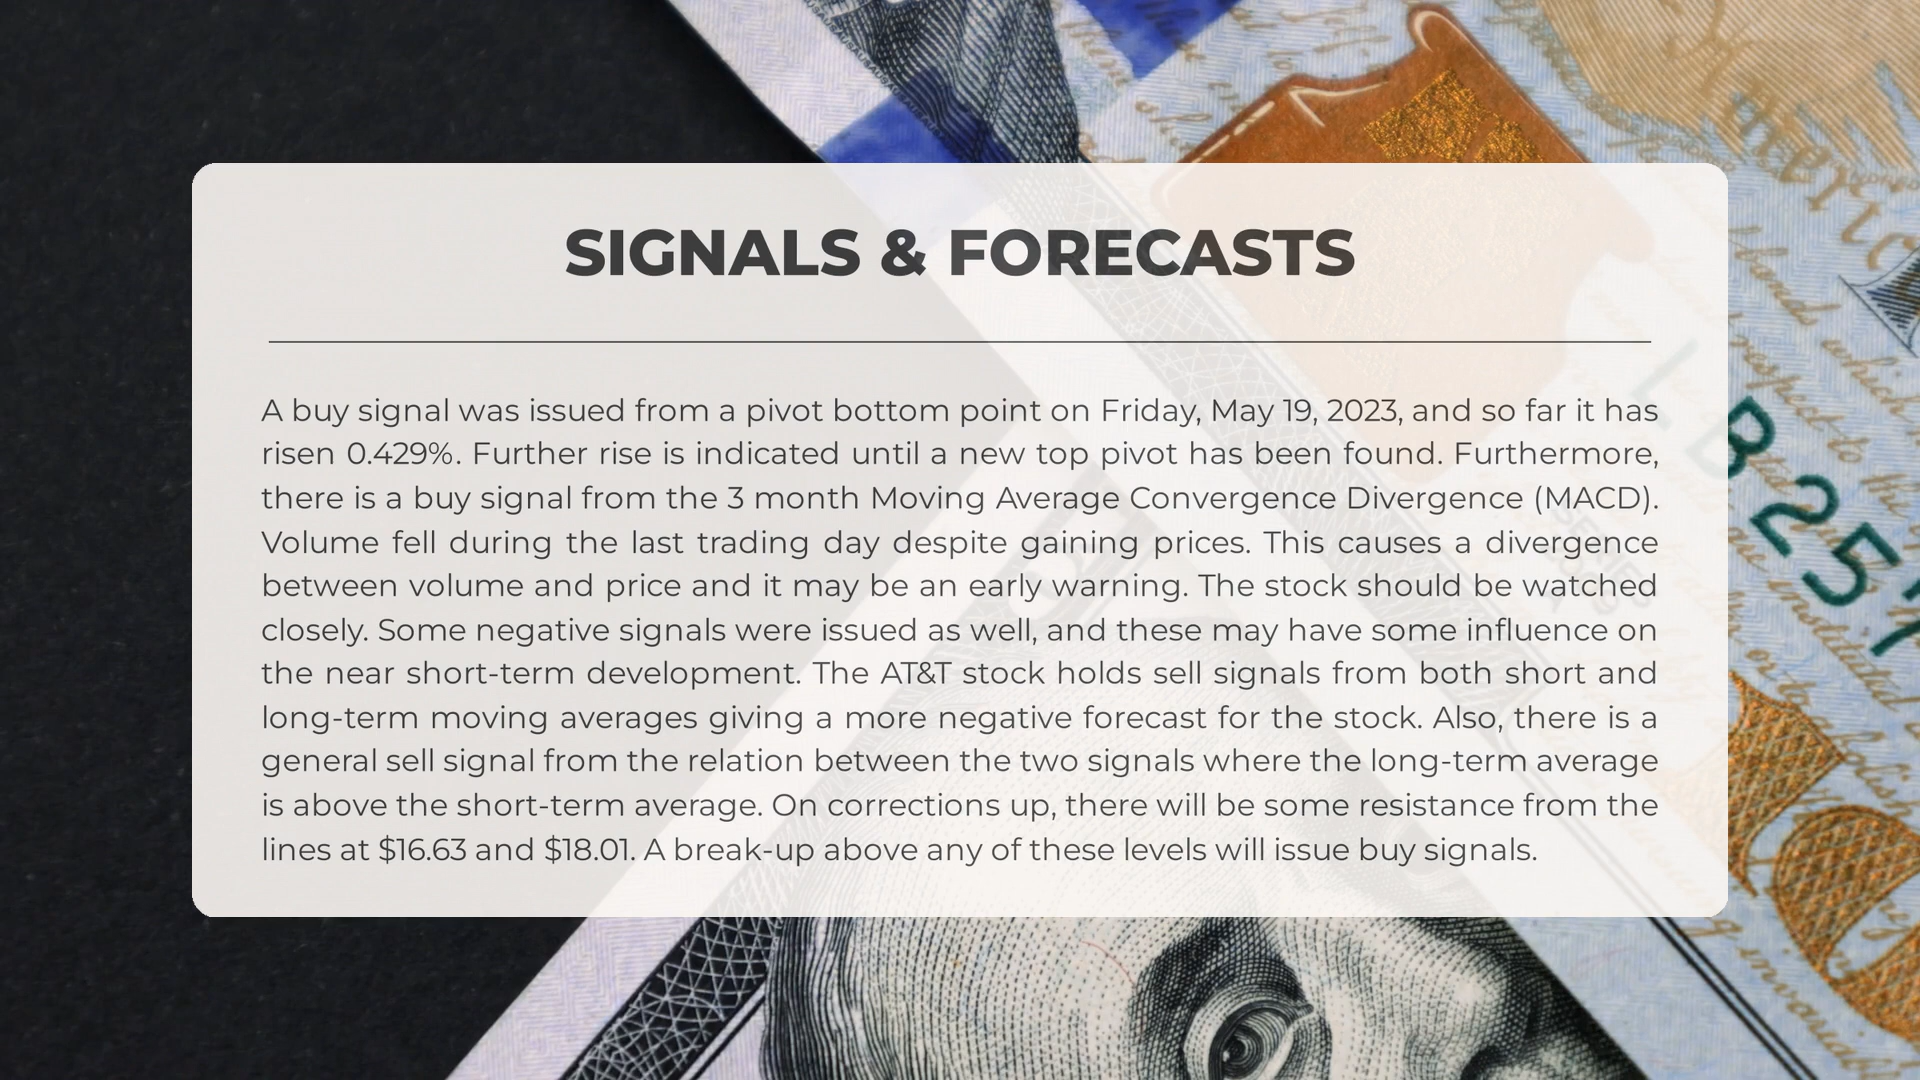 SIGNALS & FORECASTS
A buy signal was issued from a pivot bottom point on Friday, May 19, 2023, and so far it has
risen 0.429%. Further rise is indicated until a new top pivot has been found. Furthermore,
there is a buy signal from the 3 month Moving Average Convergence Divergence (MACD).
Volume fell during the last trading day despite gaining prices. This causes a divergence
between volume and price and it may be an early warning. The stock should be watched
closely. Some negative signals were issued as well, and these may have some influence on
the near short-term development. The AT&T stock holds sell signals from both short and
long-term moving averages giving a more negative forecast for the stock. Also, there is a
general sell signal from the relation between the two signals where the long-term average
is above the short-term average. On corrections up, there will be some resistance from the
lines at $16.63 and $18.01. A break-up above any of these levels will issue buy signals.
LB257